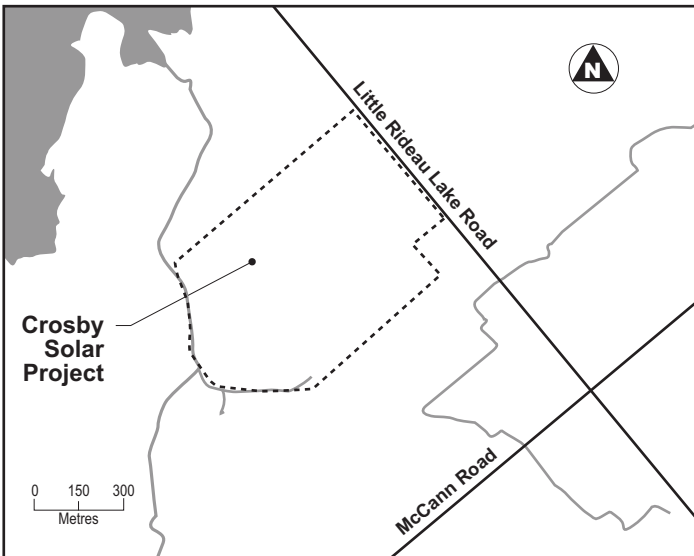 N
Little Rideau Lake Road
Crosby
Solar
Project
McCann Road
0 150 300
Metres